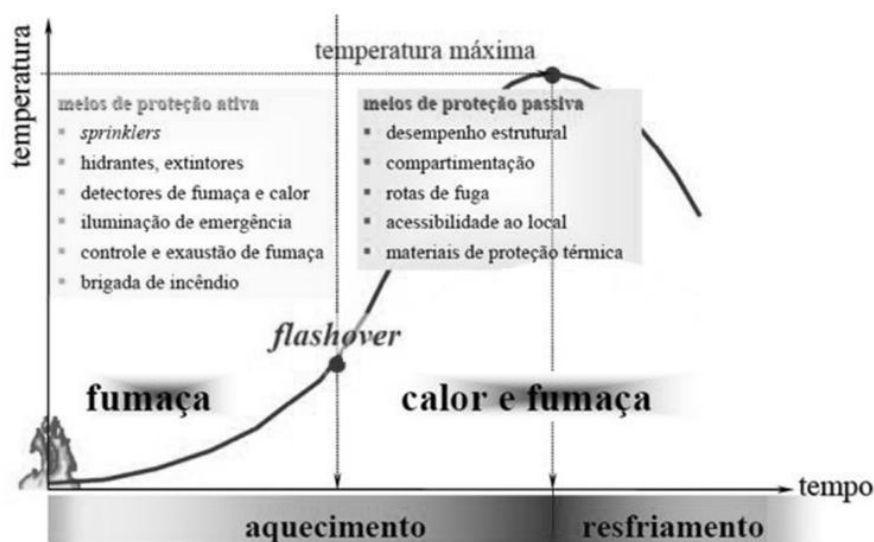 temperatura
temperatura máxima
meios de proteção ativa
sprinklers
hidrantes, extintores
detectores de fumaça e calor
iluminação de emergência
controle e exaustão de fumaça
brigada de incêndio
meios de proteção passiva
desempenho estrutural
compartimentação
rotas de fuga
acessibilidade ao local
materiais de proteção térmica
flashover
fumaça
calor e fumaça
tempo
aquecimento
resfriamento